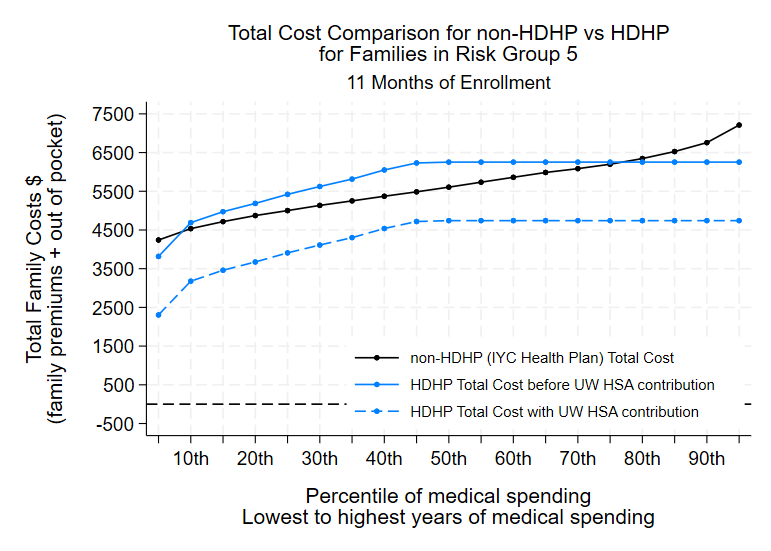 Total Cost Comparison for non-HDHP vs HDHP
for Families in Risk Group 5
11 Months of Enrollment
Total Family Costs $
(family premiums + out of pocket)
7500
6500
5500
4500
3500
2500
1500
500
-500
non-HDHP (IYC Health Plan) Total Cost
HDHP Total Cost before UW HSA contribution
HDHP Total Cost with UW HSA contribution
10th 20th 30th 40th 50th 60th 70th 80th 90th
Percentile of medical spending
Lowest to highest years of medical spending